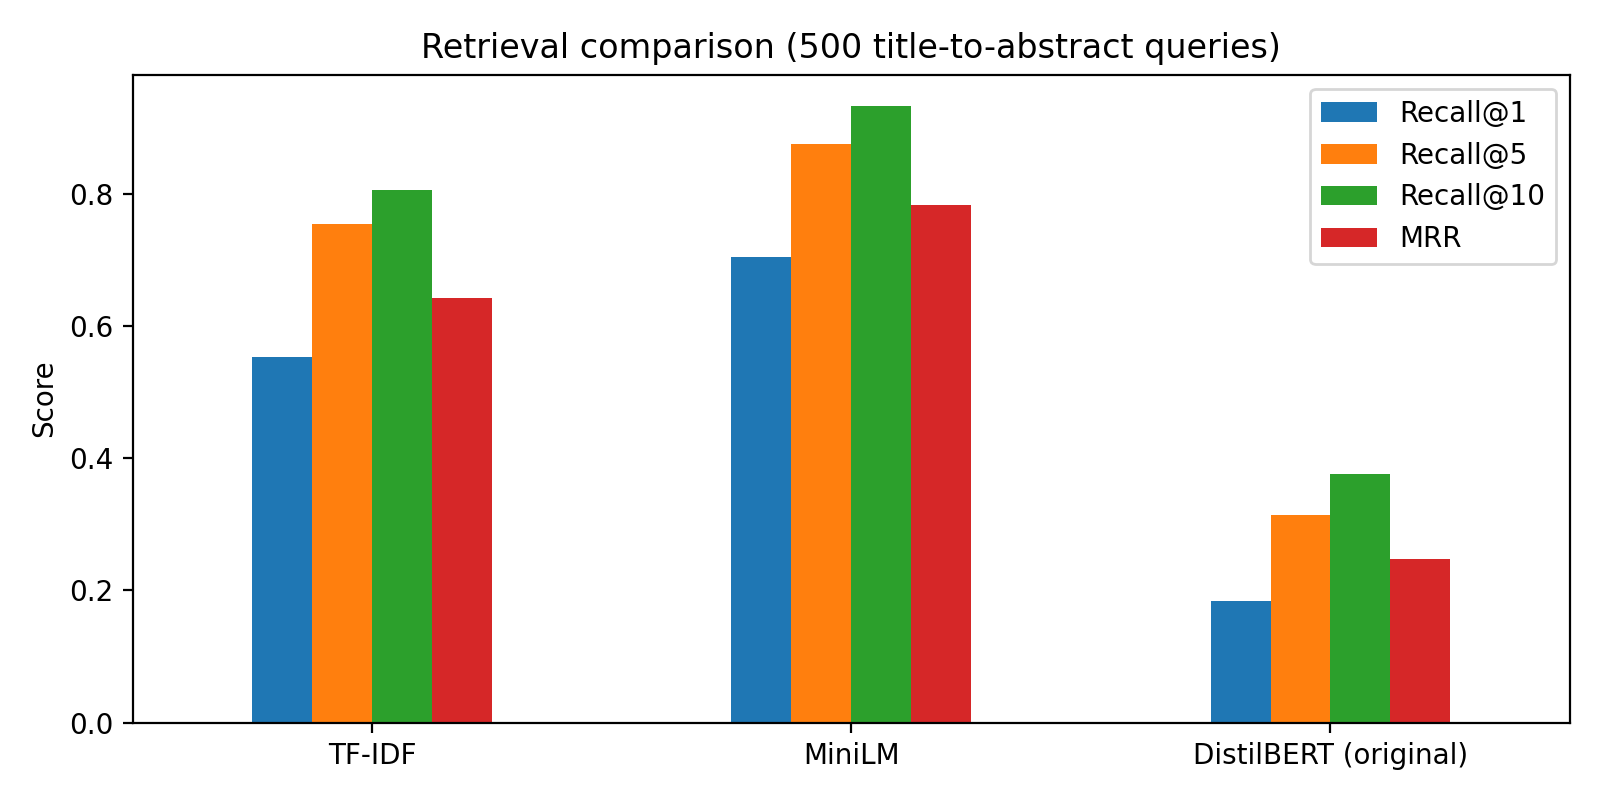 Retrieval comparison (500 title-to-abstract queries)
Recall@1
Recall@5
Recall@10
MRR
Score
0.8
0.6
0.4
0.2
0.0
TF-IDF
MiniLM
DistilBERT (original)